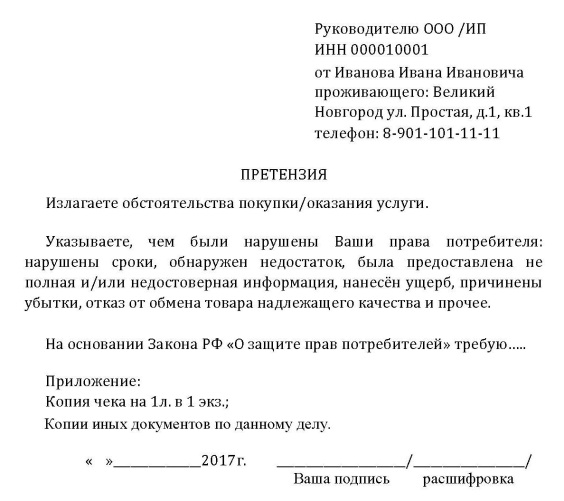 Руководителю ООО /ИП
ИНН 000010001
от Иванова Ивана Ивановича
проживающего: Великий
Новгород ул. Простая, д.1, кв.1
телефон: 8-901-101-11-11
ПРЕТЕНЗИЯ
Излагаете обстоятельства покупки/оказания услуги.
Указываете, чем были нарушены Ваши права потребителя:
нарушены сроки, обнаружен недостаток, была предоставлена не
полная и/или недостоверная информация, нанесён ущерб, причинены
убытки, отказ от обмена товара надлежащего качества и прочее.
На основании Закона РФ «О защите прав потребителей» требую.....
Приложение:
Копия чека на 1л. в 1 экз.;
Копии иных документов по данному делу.
« »_____________2017г. ___________________/________________/
Ваша подпись расшифровка